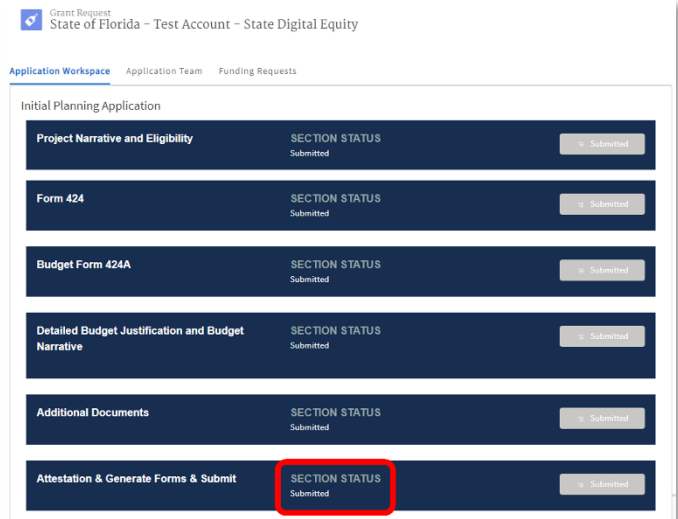 Grant Request
State of Florida - Test Account - State Digital Equity
Application Workspace Application Team Funding Requests
Initial Planning Application
Project Narrative and Eligibility
SECTION STATUS
Submitted
Submitted
Form 424
SECTION STATUS
Submitted
Submitted
Budget Form 424A
SECTION STATUS
Submitted
Submitted
Detailed Budget Justification and Budget
Narrative
SECTION STATUS
Submitted
Submitted
Additional Documents
SECTION STATUS
Submitted
Submitted
Attestation & Generate Forms & Submit
SECTION STATUS
Submitted
Submitted